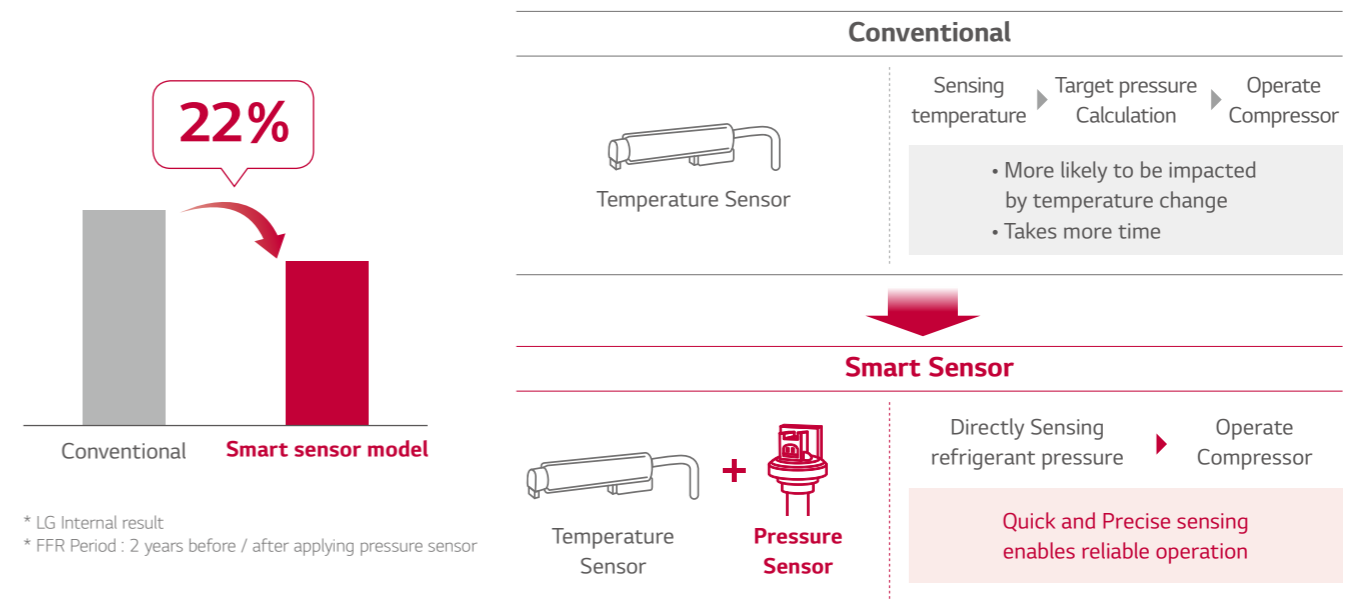 22%
Conventional
Smart sensor model
* LG Internal result
* FFR Period : 2 years before / after applying pressure sensor
Conventional
Temperature Sensor
Sensing
temperature
Target pressure
Calculation
Operate
Compressor
• More likely to be impacted
by temperature change
• Takes more time
Smart Sensor
Temperature
Sensor
+
Pressure
Sensor
Directly Sensing
refrigerant pressure
Operate
Compressor
Quick and Precise sensing
enables reliable operation